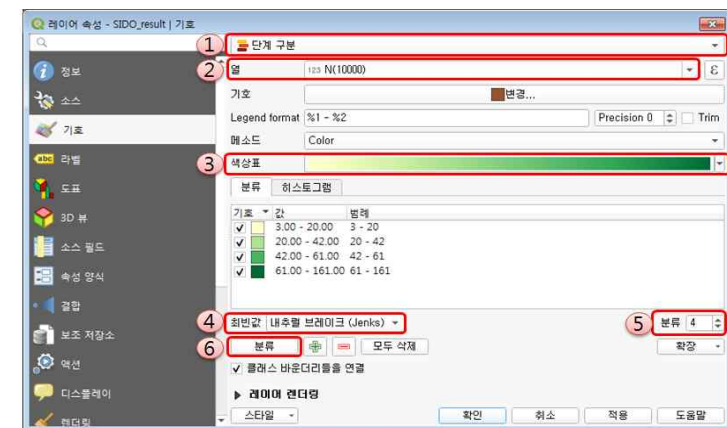 레이어 속성 - SIDO_result | 기호
1 단계 구분
2 열 123 N(10000) ε
기호 변경...
Legend format %1 - %2 Precision 0 Trim
메소드 Color
3 색상표
분류 히스토그램
기호 값 범례
3.00 - 20.00 3 - 20
20.00 - 42.00 20 - 42
42.00 - 61.00 42 - 61
61.00 - 161.00 61 - 161
4 최빈값 내추럴 브레이크 (Jenks) 5 분류 4
6 분류 모두 삭제 확장
클래스 바운더리들을 연결
레이어 렌더링
스타일 확인 취소 적용 도움말
정보
소스
기호
abc 라벨
도표
3D 뷰
소스 필드
속성 양식
결합
보조 저장소
액션
디스플레이
렌더링